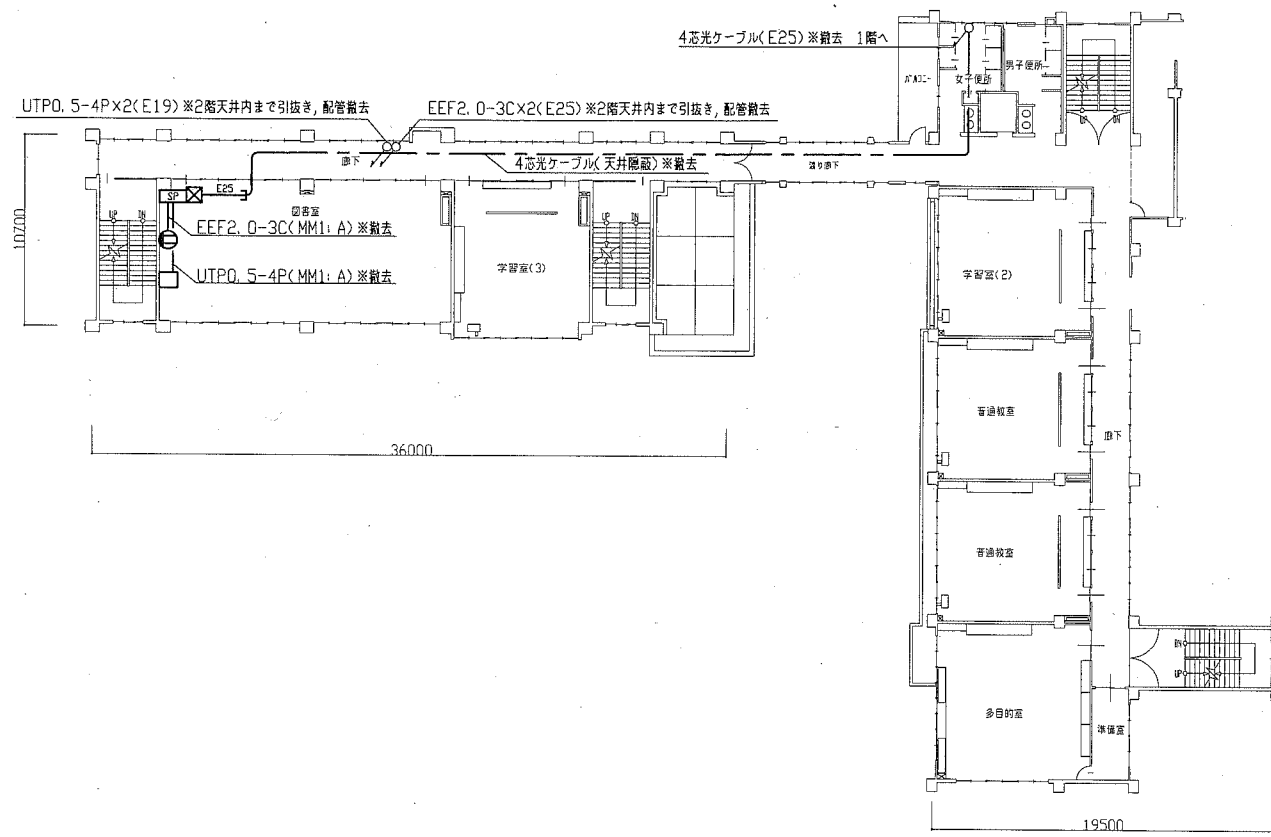 4芯光ケーブル(E25)※撤去 1階へ
バルコニー
女子便所
男子便所
UP
DN
UTP0.5-4P×2(E19)※2階天井内まで引抜き,配管撤去
EEF2.0-3C×2(E25)※2階天井内まで引抜き,配管撤去
廊下
4芯光ケーブル(天井隠蔽)※撤去
渡り廊下
10700
SP
E25
図書室
UP
DN
EEF2.0-3C(MM1:A)※撤去
UTP0.5-4P(MM1:A)※撤去
学習室(3)
UP
DN
学習室(2)
普通教室
廊下
36000
普通教室
DN
UP
多目的室
準備室
19500